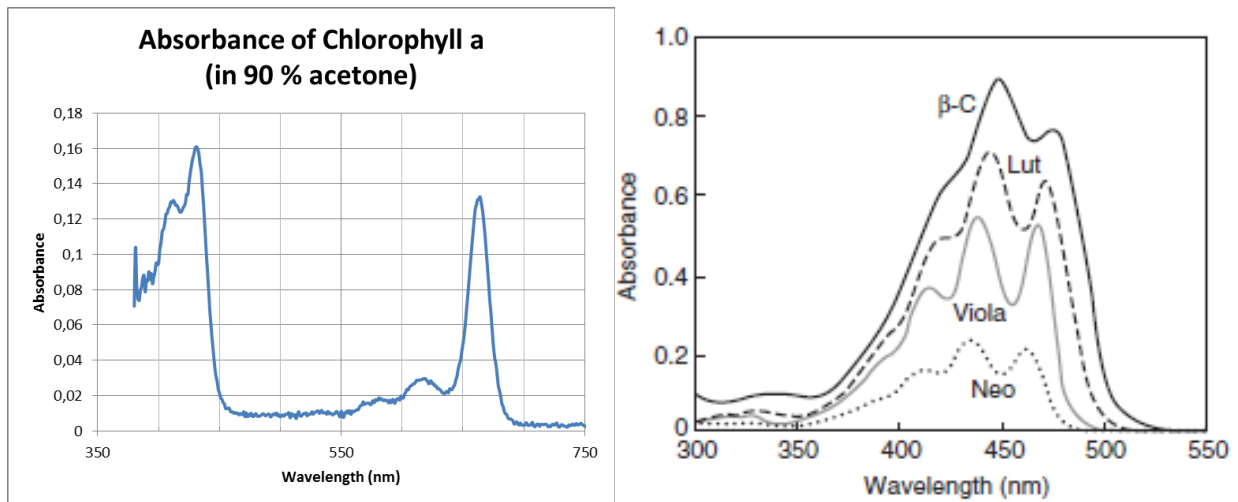 Absorbance of Chlorophyll a
(in 90 % acetone)
0,18
0,16
0,14
0,12
0,1
0,08
0,06
0,04
0,02
0
Absorbance
350
550
750
Wavelength (nm)
1.0
0.8
0.6
0.4
0.2
0
Absorbance
β-C
Lut
Viola
Neo
300
350
400
450
500
550
Wavelength (nm)